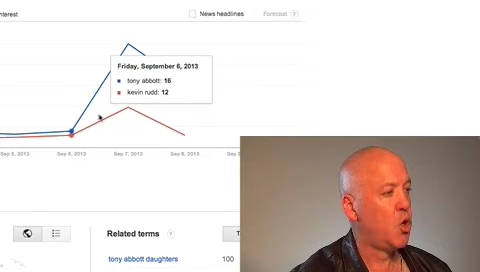 nterest
News headlines
Forecast ?
Friday, September 6, 2013
tony abbott: 16
kevin rudd: 12
Sep 5, 2013
Sep 6, 2013
Sep 7, 2013
Sep 8, 2013
Sep
Related terms ?
T
tony abbott daughters
100